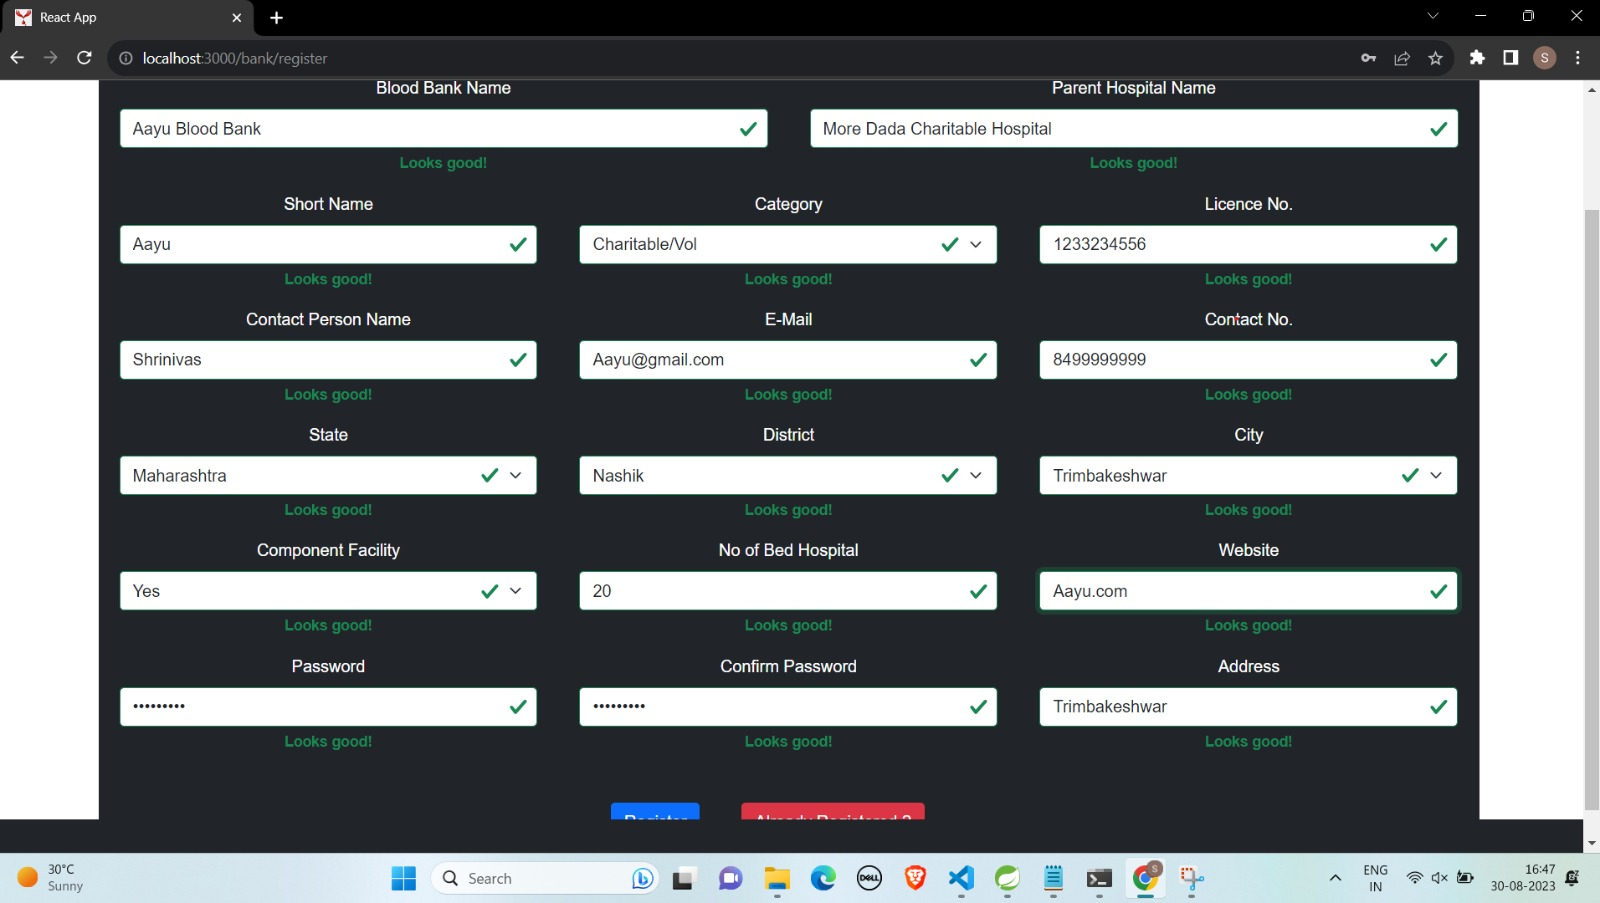 React App
localhost:3000/bank/register
S
Blood Bank Name
Parent Hospital Name
Aayu Blood Bank
More Dada Charitable Hospital
Looks good!
Looks good!
Short Name
Category
Licence No.
Aayu
Charitable/Vol
1233234556
Looks good!
Looks good!
Looks good!
Contact Person Name
E-Mail
Contact No.
Shrinivas
Aayu@gmail.com
8499999999
Looks good!
Looks good!
Looks good!
State
District
City
Maharashtra
Nashik
Trimbakeshwar
Looks good!
Looks good!
Looks good!
Component Facility
No of Bed Hospital
Website
Yes
20
Aayu.com
Looks good!
Looks good!
Looks good!
Password
Confirm Password
Address
•••••••••
•••••••••
Trimbakeshwar
Looks good!
Looks good!
Looks good!
Register
Already Registered ?
30°C
Sunny
Search
DELL
S
ENG
IN
16:47
30-08-2023